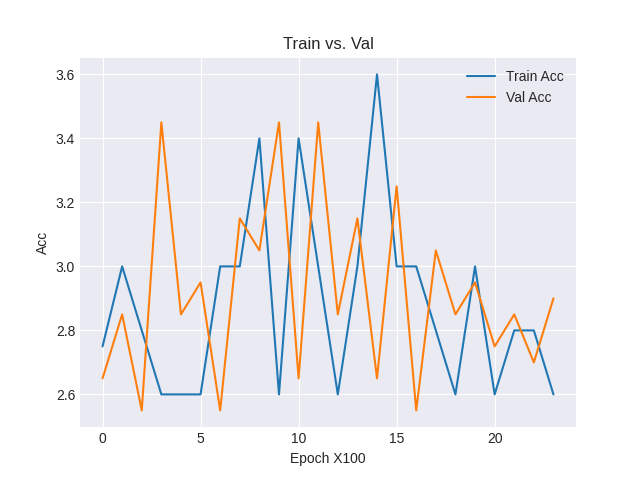 Train vs. Val
Train Acc
Val Acc
3.6
3.4
3.2
3.0
2.8
2.6
Acc
0 5 10 15 20
Epoch X100